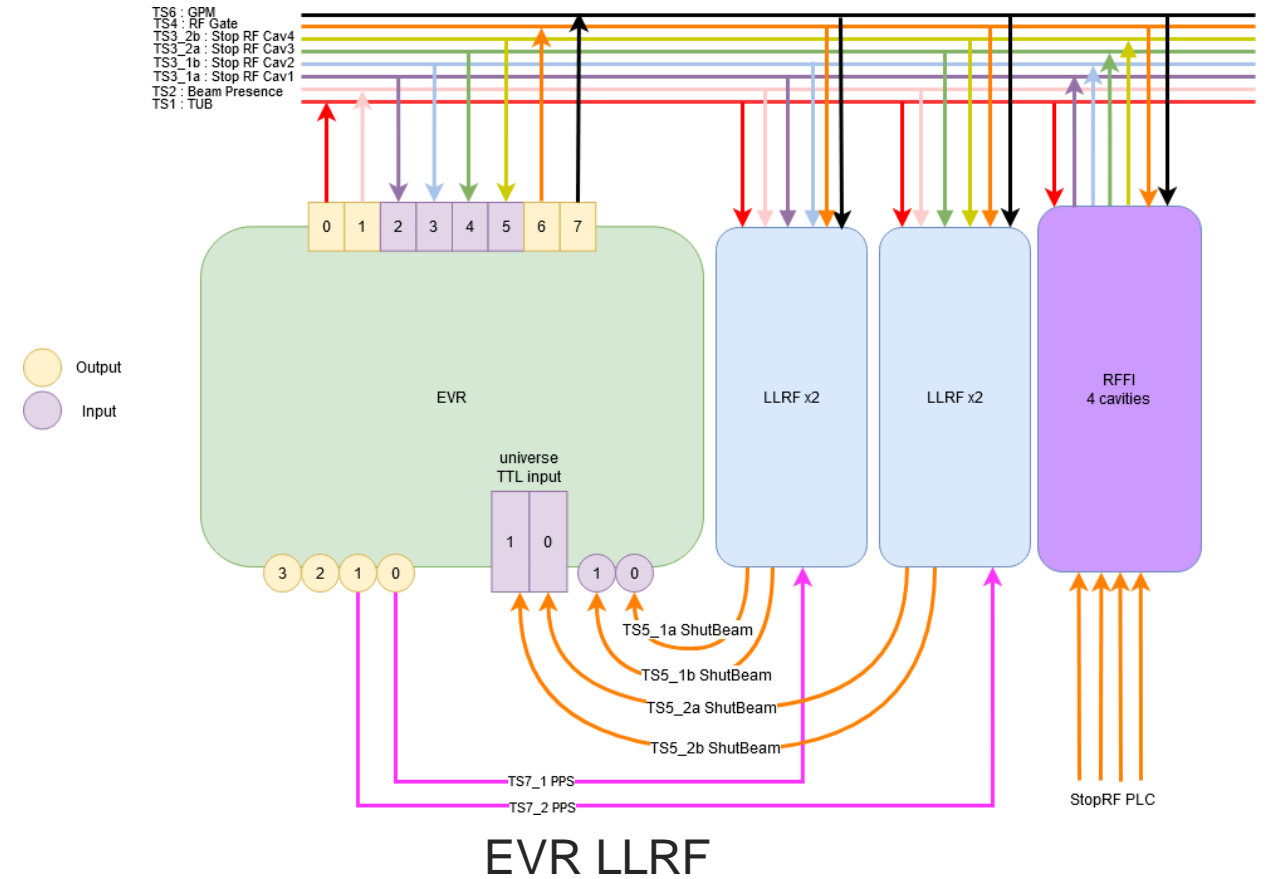 TS6 : GPM
TS4 : RF Gate
TS3_2b : Stop RF Cav4
TS3_2a : Stop RF Cav3
TS3_1b : Stop RF Cav2
TS3_1a : Stop RF Cav1
TS2 : Beam Presence
TS1 : TUB
0 1 2 3 4 5 6 7
Output
Input
EVR
LLRF x2
LLRF x2
RFFI
4 cavities
universe
TTL input
1 0
3 2 1 0
1 0
TS5_1a ShutBeam
TS5_1b ShutBeam
TS5_2a ShutBeam
TS5_2b ShutBeam
TS7_1 PPS
TS7_2 PPS
StopRF PLC
EVR LLRF